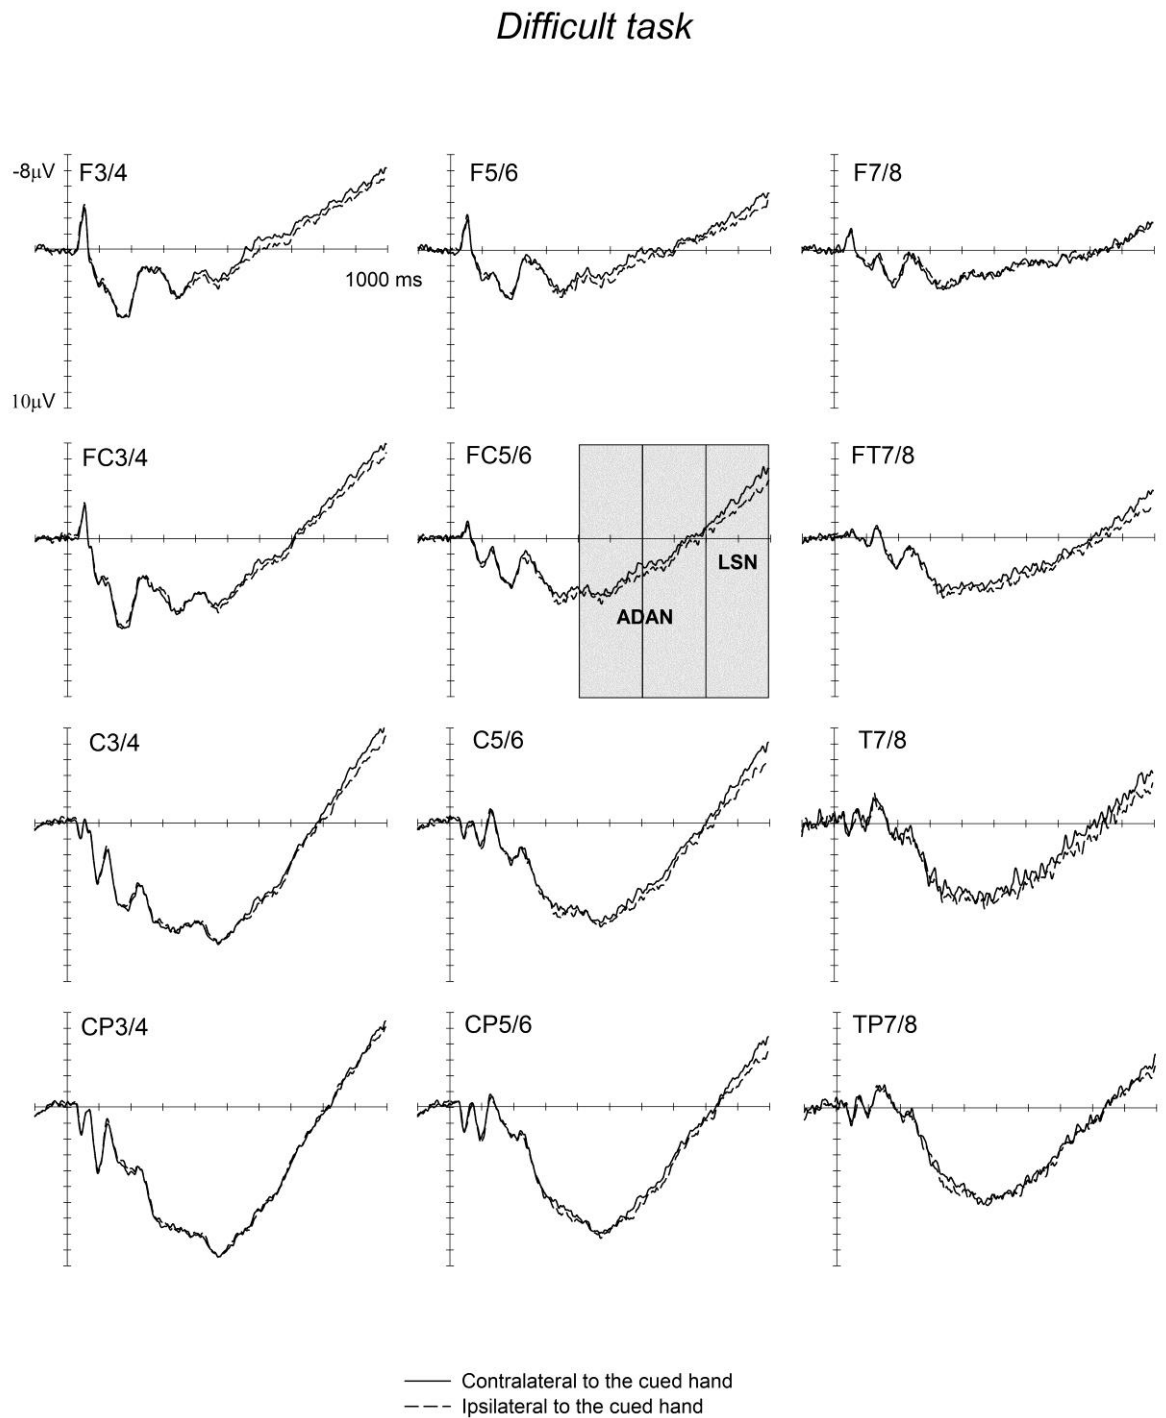 Difficult task
-8μV
F3/4
F5/6
F7/8
1000 ms
10μV
FC3/4
FC5/6
FT7/8
LSN
ADAN
C3/4
C5/6
T7/8
CP3/4
CP5/6
TP7/8
Contralateral to the cued hand
Ipsilateral to the cued hand